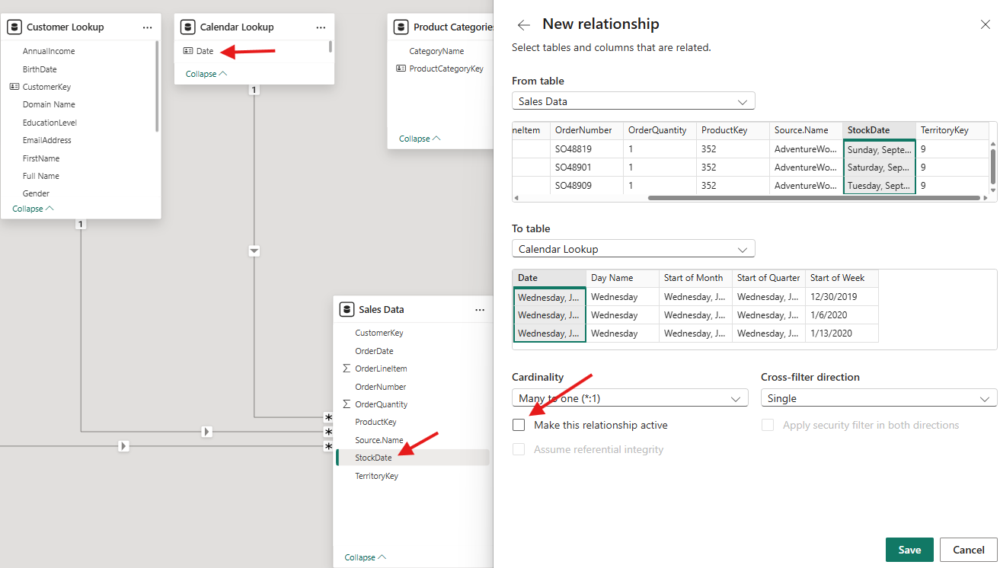 Customer Lookup
...
AnnualIncome
BirthDate
CustomerKey
Domain Name
EducationLevel
EmailAddress
FirstName
Full Name
Gender
Collapse
1
Calendar Lookup
...
Date
Collapse
1
Product Categories
CategoryName
ProductCategoryKey
Collapse
Sales Data
...
CustomerKey
OrderDate
Σ OrderLineItem
OrderNumber
Σ OrderQuantity
ProductKey
Source.Name
StockDate
TerritoryKey
Collapse
*
*
*
New relationship
Select tables and columns that are related.
From table
Sales Data
neItem OrderNumber OrderQuantity ProductKey Source.Name StockDate TerritoryKey
SO48819 1 352 AdventureWo... Sunday, Septe... 9
SO48901 1 352 AdventureWo... Saturday, Sep... 9
SO48909 1 352 AdventureWo... Tuesday, Sept... 9
To table
Calendar Lookup
Date Day Name Start of Month Start of Quarter Start of Week
Wednesday, J... Wednesday Wednesday, J... Wednesday, J... 12/30/2019
Wednesday, J... Wednesday Wednesday, J... Wednesday, J... 1/6/2020
Wednesday, J... Wednesday Wednesday, J... Wednesday, J... 1/13/2020
Cardinality
Many to one (*:1)
Make this relationship active
Assume referential integrity
Cross-filter direction
Single
Apply security filter in both directions
Save
Cancel